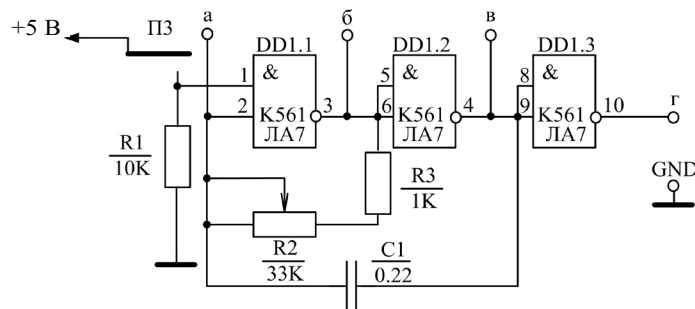 +5 В
П3
а
б
в
DD1.1
DD1.2
DD1.3
&
&
&
1
2
3
5
6
4
8
9
10
К561
ЛА7
К561
ЛА7
К561
ЛА7
г
GND
R1
10K
R3
1K
R2
33K
C1
0.22